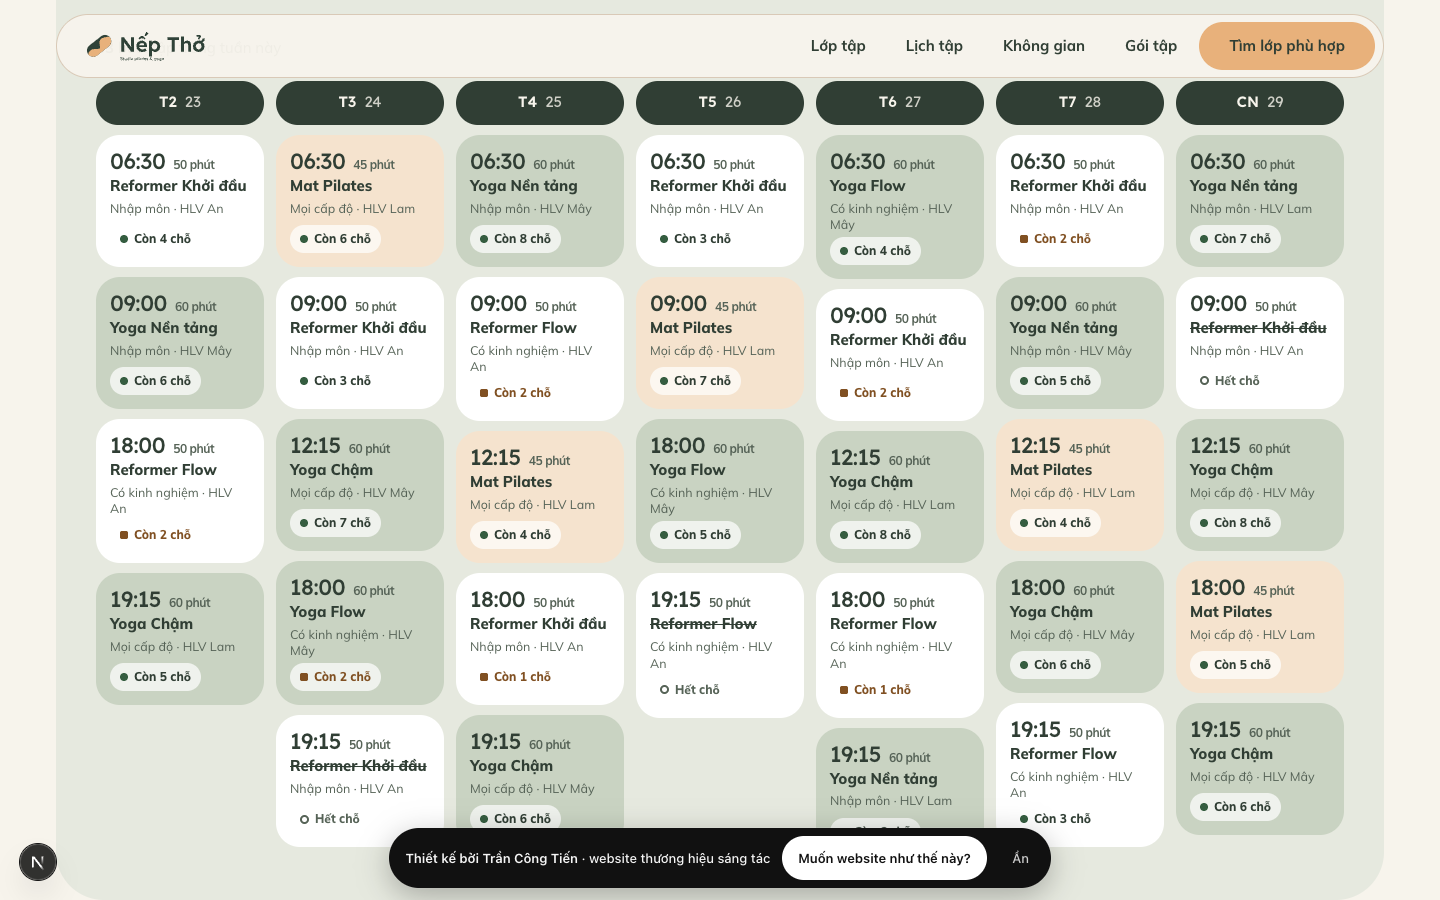 Nếp Thở
Studio pilates & yoga
Lớp tập
Lịch tập
Không gian
Gói tập
Tìm lớp phù hợp
T2 23
06:30 50 phút
Reformer Khởi đầu
Nhập môn · HLV An
Còn 4 chỗ
09:00 60 phút
Yoga Nền tảng
Nhập môn · HLV Mây
Còn 6 chỗ
18:00 50 phút
Reformer Flow
Có kinh nghiệm · HLV
An
Còn 2 chỗ
19:15 60 phút
Yoga Chậm
Mọi cấp độ · HLV Lam
Còn 5 chỗ
T3 24
06:30 45 phút
Mat Pilates
Mọi cấp độ · HLV Lam
Còn 6 chỗ
09:00 50 phút
Reformer Khởi đầu
Nhập môn · HLV An
Còn 3 chỗ
12:15 60 phút
Yoga Chậm
Mọi cấp độ · HLV Mây
Còn 7 chỗ
18:00 60 phút
Yoga Flow
Có kinh nghiệm · HLV
Mây
Còn 2 chỗ
19:15 50 phút
Reformer Khởi đầu
Nhập môn · HLV An
Hết chỗ
T4 25
06:30 60 phút
Yoga Nền tảng
Nhập môn · HLV Mây
Còn 8 chỗ
09:00 50 phút
Reformer Flow
Có kinh nghiệm · HLV
An
Còn 2 chỗ
12:15 45 phút
Mat Pilates
Mọi cấp độ · HLV Lam
Còn 4 chỗ
18:00 50 phút
Reformer Khởi đầu
Nhập môn · HLV An
Còn 1 chỗ
19:15 60 phút
Yoga Chậm
Mọi cấp độ · HLV Mây
Còn 6 chỗ
T5 26
06:30 50 phút
Reformer Khởi đầu
Nhập môn · HLV An
Còn 3 chỗ
09:00 45 phút
Mat Pilates
Mọi cấp độ · HLV Lam
Còn 7 chỗ
18:00 60 phút
Yoga Flow
Có kinh nghiệm · HLV
Mây
Còn 5 chỗ
19:15 50 phút
Reformer Flow
Có kinh nghiệm · HLV
An
Hết chỗ
T6 27
06:30 60 phút
Yoga Flow
Có kinh nghiệm · HLV
Mây
Còn 4 chỗ
09:00 50 phút
Reformer Khởi đầu
Nhập môn · HLV An
Còn 2 chỗ
12:15 60 phút
Yoga Chậm
Mọi cấp độ · HLV Lam
Còn 8 chỗ
18:00 50 phút
Reformer Flow
Có kinh nghiệm · HLV
An
Còn 1 chỗ
19:15 60 phút
Yoga Nền tảng
Nhập môn · HLV Lam
T7 28
06:30 50 phút
Reformer Khởi đầu
Nhập môn · HLV An
Còn 2 chỗ
09:00 60 phút
Yoga Nền tảng
Nhập môn · HLV Mây
Còn 5 chỗ
12:15 45 phút
Mat Pilates
Mọi cấp độ · HLV Lam
Còn 4 chỗ
18:00 60 phút
Yoga Chậm
Mọi cấp độ · HLV Mây
Còn 6 chỗ
19:15 50 phút
Reformer Flow
Có kinh nghiệm · HLV
An
Còn 3 chỗ
CN 29
06:30 60 phút
Yoga Nền tảng
Nhập môn · HLV Lam
Còn 7 chỗ
09:00 50 phút
Reformer Khởi đầu
Nhập môn · HLV An
Hết chỗ
12:15 60 phút
Yoga Chậm
Mọi cấp độ · HLV Mây
Còn 8 chỗ
18:00 45 phút
Mat Pilates
Mọi cấp độ · HLV Lam
Còn 5 chỗ
19:15 60 phút
Yoga Chậm
Mọi cấp độ · HLV Mây
Còn 6 chỗ
N
Thiết kế bởi Trần Công Tiến · website thương hiệu sáng tác
Muốn website như thế này?
Ẩn